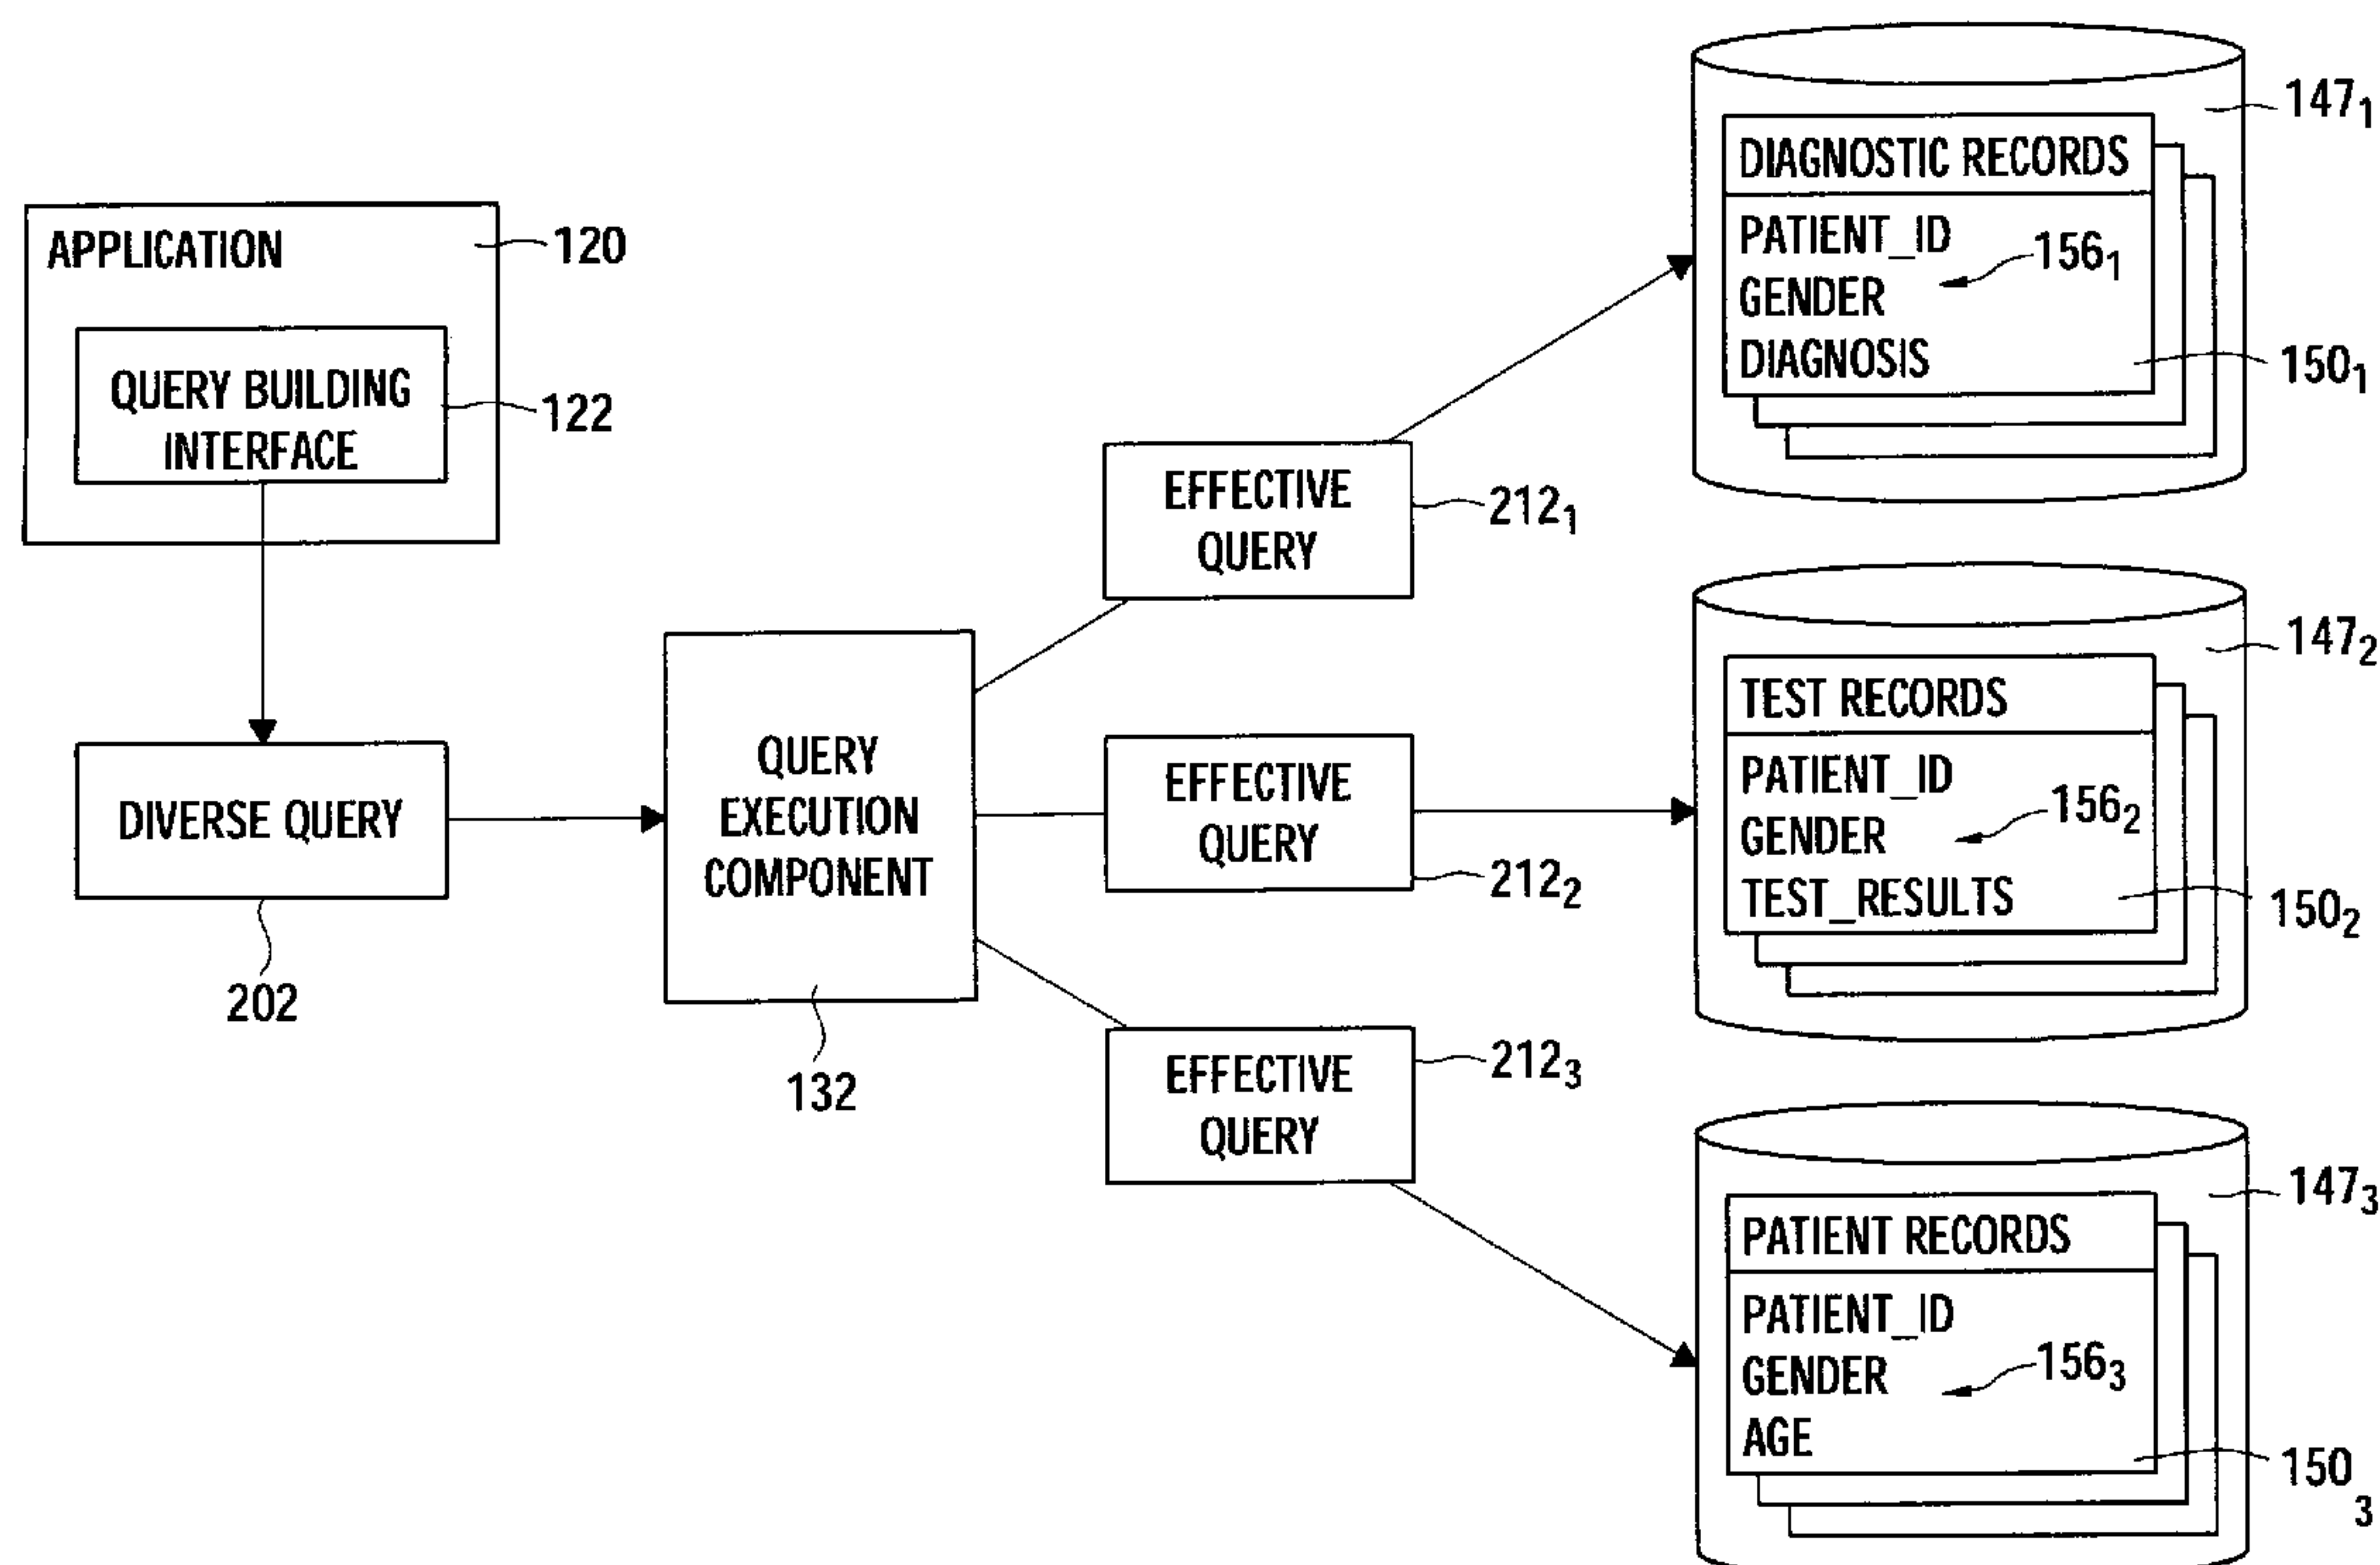 APPLICATION
120
QUERY BUILDING
INTERFACE
122
DIVERSE QUERY
202
QUERY
EXECUTION
COMPONENT
132
EFFECTIVE
QUERY
212₁
EFFECTIVE
QUERY
212₂
EFFECTIVE
QUERY
212₃
147₁
DIAGNOSTIC RECORDS
PATIENT_ID
GENDER
DIAGNOSIS
156₁
150₁
147₂
TEST RECORDS
PATIENT_ID
GENDER
TEST_RESULTS
156₂
150₂
147₃
PATIENT RECORDS
PATIENT_ID
GENDER
AGE
156₃
150₃